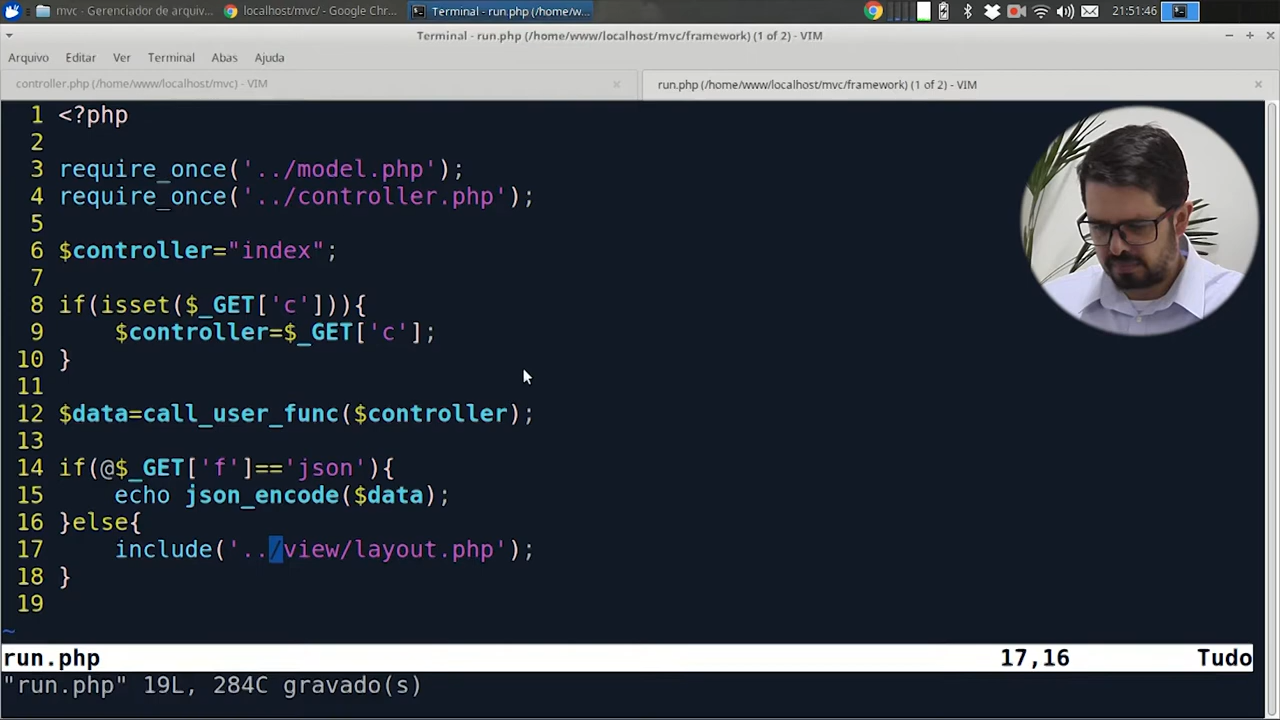 mvc - Gerenciador de arquiv... localhost/mvc/ - Google Chr... Terminal - run.php (/home/w... 21:51:46
Terminal - run.php (/home/www/localhost/mvc/framework) (1 of 2) - VIM
Arquivo Editar Ver Terminal Abas Ajuda
controller.php (/home/www/localhost/mvc) - VIM run.php (/home/www/localhost/mvc/framework) (1 of 2) - VIM
1 <?php
2
3 require_once('../model.php');
4 require_once('../controller.php');
5
6 $controller="index";
7
8 if(isset($_GET['c'])){
9     $controller=$_GET['c'];
10 }
11
12 $data=call_user_func($controller);
13
14 if(@$_GET['f']=='json'){
15     echo json_encode($data);
16 }else{
17     include('../view/layout.php');
18 }
19
~
run.php 17,16 Tudo
"run.php" 19L, 284C gravado(s)